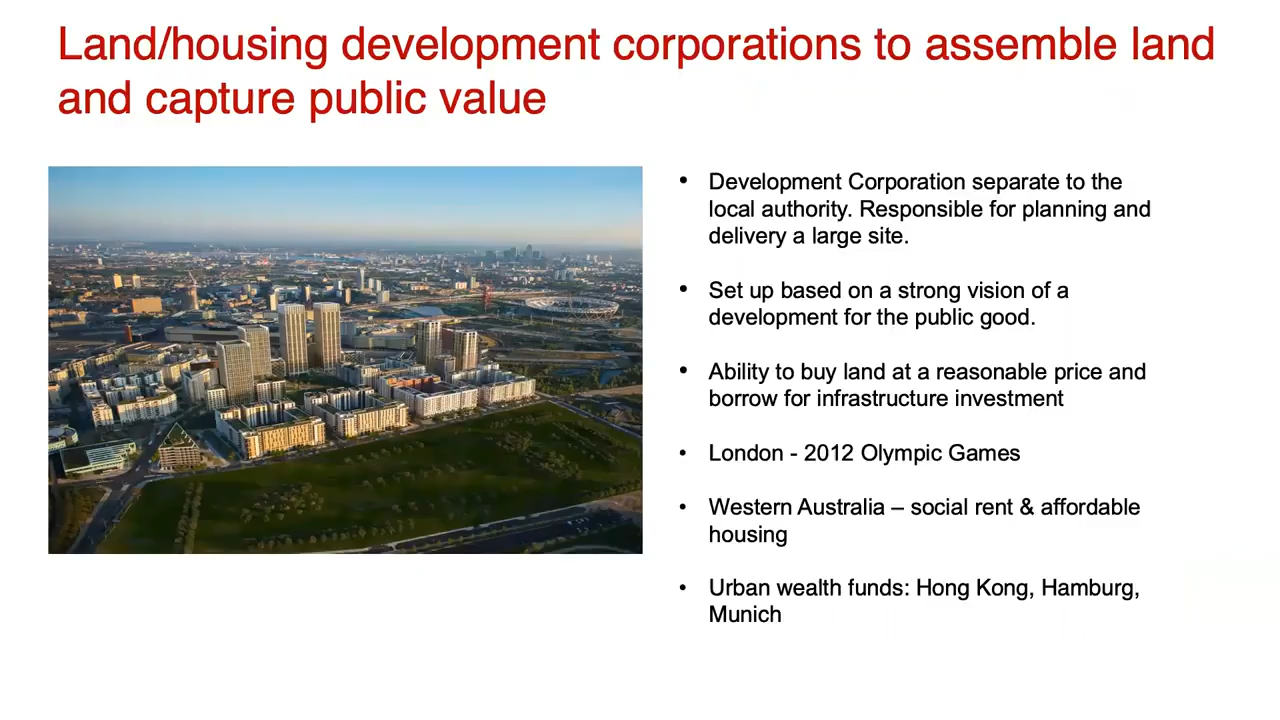 Land/housing development corporations to assemble land
and capture public value
• Development Corporation separate to the
local authority. Responsible for planning and
delivery a large site.
• Set up based on a strong vision of a
development for the public good.
• Ability to buy land at a reasonable price and
borrow for infrastructure investment
• London - 2012 Olympic Games
• Western Australia – social rent & affordable
housing
• Urban wealth funds: Hong Kong, Hamburg,
Munich